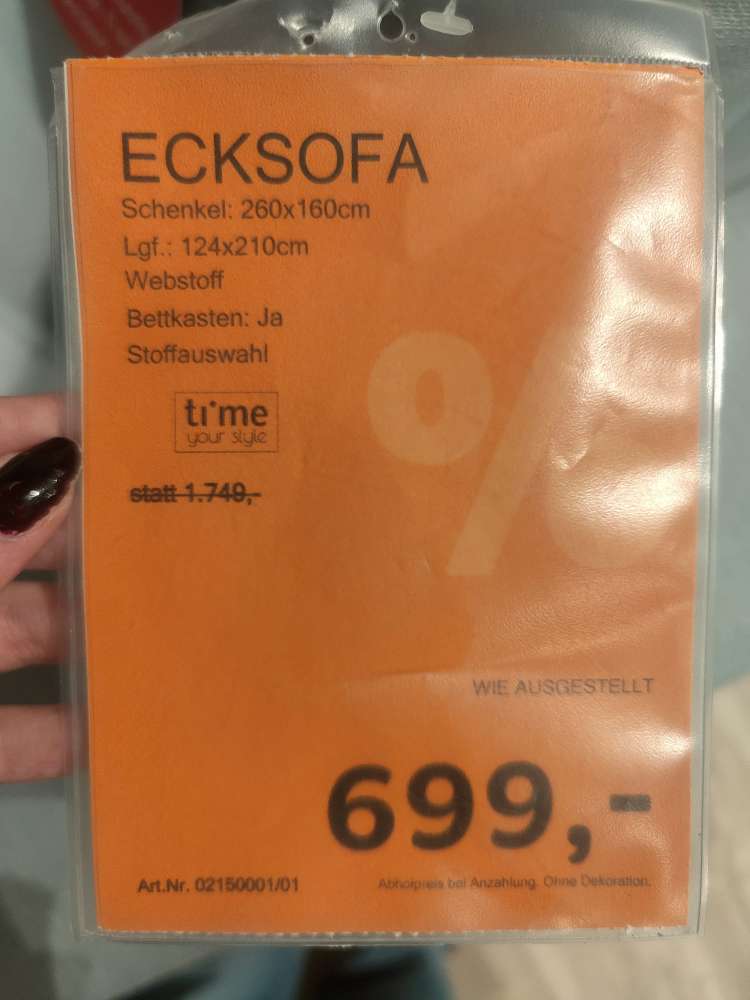 ECKSOFA
Schenkel: 260x160cm
Lgf.: 124x210cm
Webstoff
Bettkasten: Ja
Stoffauswahl
ti•me
your style
statt 1.749,-
%
WIE AUSGESTELLT
699,-
Art.Nr. 02150001/01
Abholpreis bei Anzahlung. Ohne Dekoration.